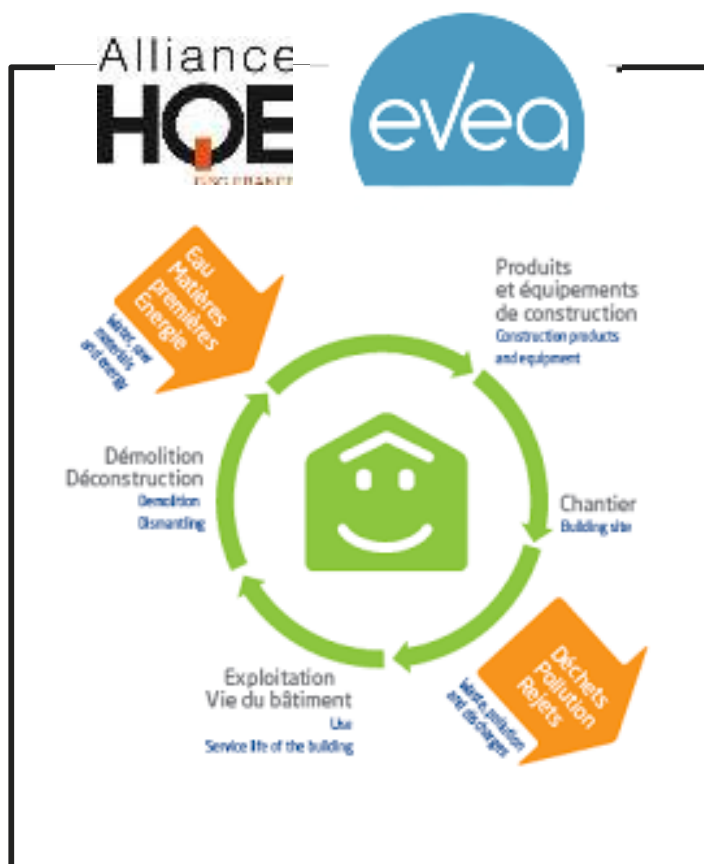 Alliance
HQE
GBC FRANCE
evea
Eau
Matières
premières
Energie
Water, raw
materials
and energy
Produits
et équipements
de construction
Construction products
and equipment
Démolition
Déconstruction
Demolition
Dismantling
Chantier
Building site
Exploitation
Vie du bâtiment
Use
Service life of the building
Déchets
Pollution
Rejets
Waste, pollution
and discharges